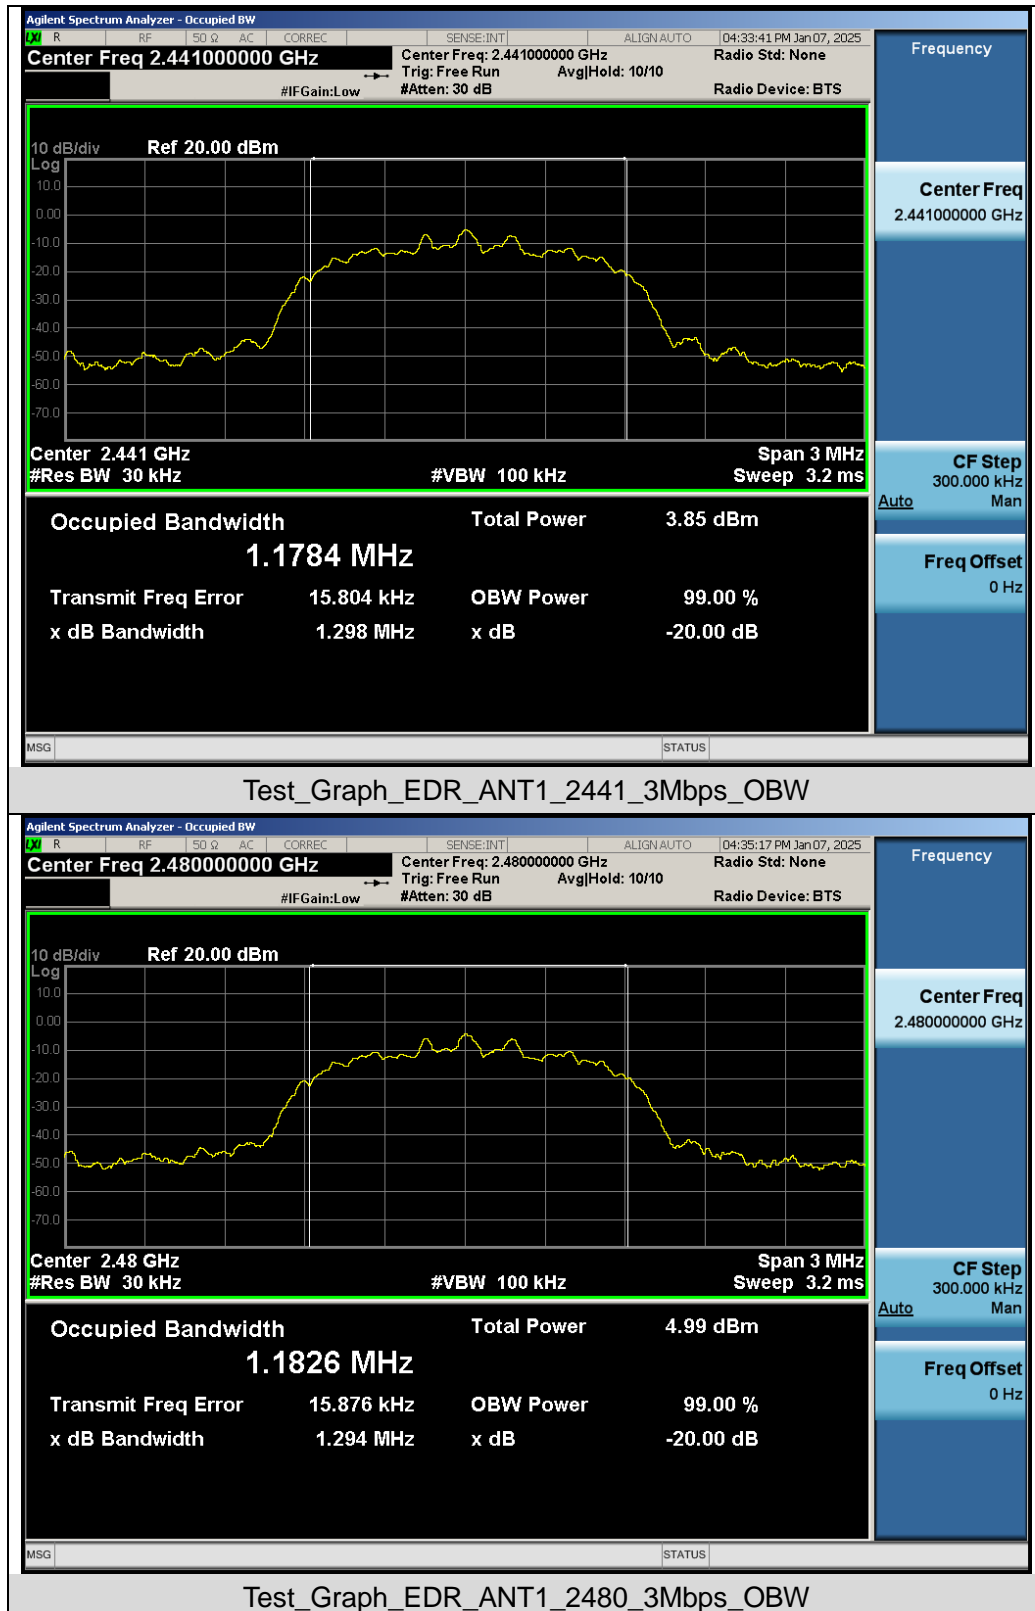 Agilent Spectrum Analyzer - Occupied BW
LXI R RF 50 Ω AC CORREC SENSE:INT ALIGN AUTO 04:33:41 PM Jan 07, 2025
Center Freq 2.441000000 GHz Center Freq: 2.441000000 GHz Radio Std: None Frequency
Trig: Free Run Avg|Hold: 10/10
#IFGain:Low #Atten: 30 dB Radio Device: BTS
10 dB/div Ref 20.00 dBm
Log
10.0
0.00
-10.0
-20.0
-30.0
-40.0
-50.0
-60.0
-70.0
Center Freq
2.441000000 GHz
Center 2.441 GHz Span 3 MHz
#Res BW 30 kHz #VBW 100 kHz Sweep 3.2 ms
CF Step
300.000 kHz
Auto Man
Occupied Bandwidth Total Power 3.85 dBm
1.1784 MHz
Freq Offset
0 Hz
Transmit Freq Error 15.804 kHz OBW Power 99.00 %
x dB Bandwidth 1.298 MHz x dB -20.00 dB
MSG STATUS
Test_Graph_EDR_ANT1_2441_3Mbps_OBW
Agilent Spectrum Analyzer - Occupied BW
LXI R RF 50 Ω AC CORREC SENSE:INT ALIGN AUTO 04:35:17 PM Jan 07, 2025
Center Freq 2.480000000 GHz Center Freq: 2.480000000 GHz Radio Std: None Frequency
Trig: Free Run Avg|Hold: 10/10
#IFGain:Low #Atten: 30 dB Radio Device: BTS
10 dB/div Ref 20.00 dBm
Log
10.0
0.00
-10.0
-20.0
-30.0
-40.0
-50.0
-60.0
-70.0
Center Freq
2.480000000 GHz
Center 2.48 GHz Span 3 MHz
#Res BW 30 kHz #VBW 100 kHz Sweep 3.2 ms
CF Step
300.000 kHz
Auto Man
Occupied Bandwidth Total Power 4.99 dBm
1.1826 MHz
Freq Offset
0 Hz
Transmit Freq Error 15.876 kHz OBW Power 99.00 %
x dB Bandwidth 1.294 MHz x dB -20.00 dB
MSG STATUS
Test_Graph_EDR_ANT1_2480_3Mbps_OBW